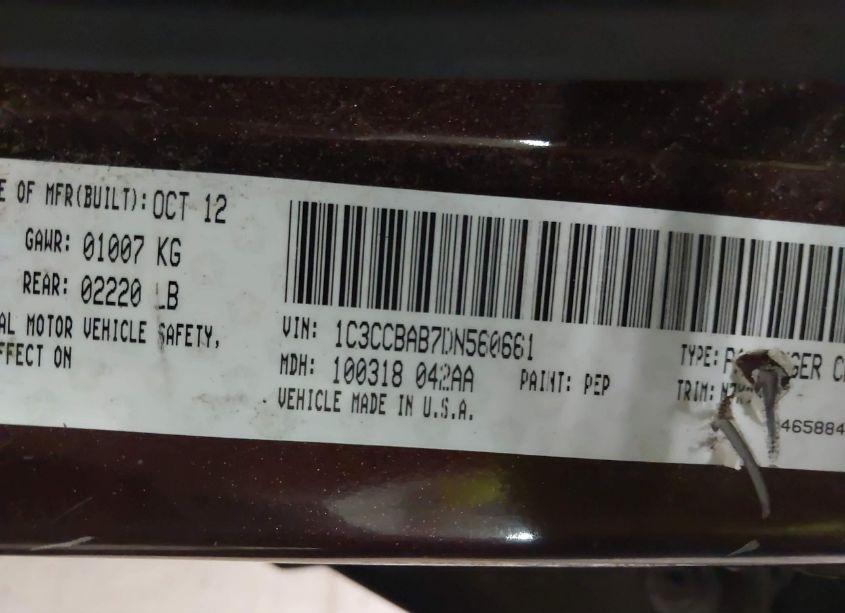 E OF MFR(BUILT): OCT 12
GAWR: 01007 KG
REAR: 02220 LB
AL MOTOR VEHICLE SAFETY,
FFECT ON
VIN: 1C3CCBAB7DN560661
MDH: 100318 042AA PAINT: PEP
VEHICLE MADE IN U.S.A.
TYPE:
TRIM:
465884